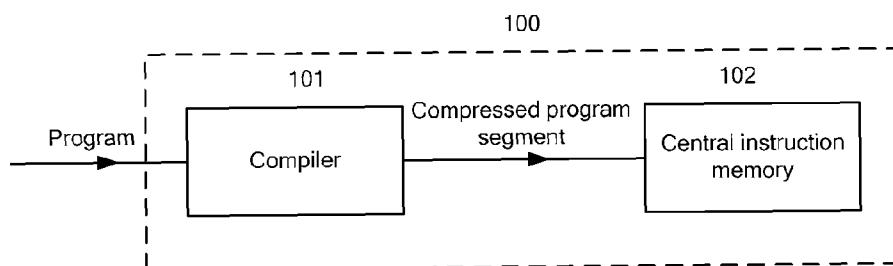 100
101
102
Program
Compiler
Compressed program
segment
Central instruction
memory